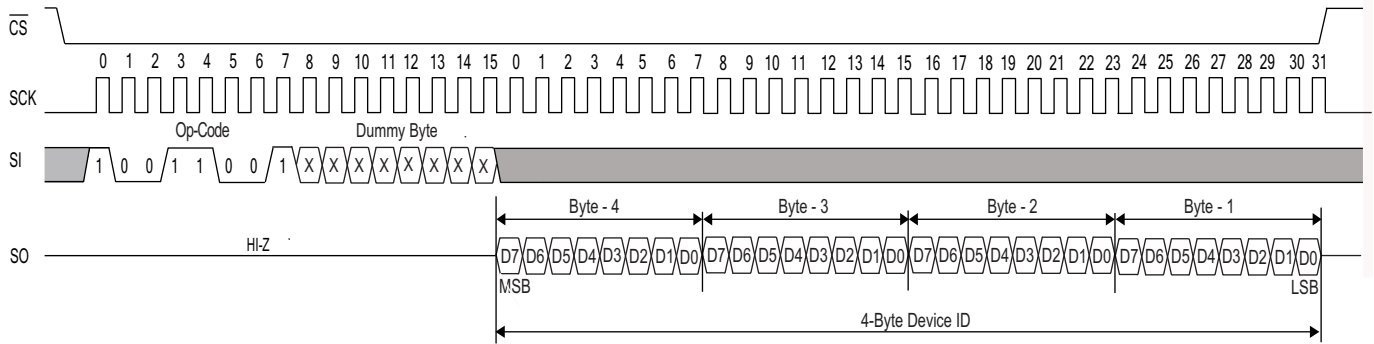 CS
0 1 2 3 4 5 6 7 8 9 10 11 12 13 14 15 0 1 2 3 4 5 6 7 8 9 10 11 12 13 14 15 16 17 18 19 20 21 22 23 24 25 26 27 28 29 30 31
SCK
Op-Code Dummy Byte
SI 1 0 0 1 1 0 0 1 X X X X X X X X
Byte - 4 Byte - 3 Byte - 2 Byte - 1
SO HI-Z D7 D6 D5 D4 D3 D2 D1 D0 D7 D6 D5 D4 D3 D2 D1 D0 D7 D6 D5 D4 D3 D2 D1 D0 D7 D6 D5 D4 D3 D2 D1 D0
MSB LSB
4-Byte Device ID